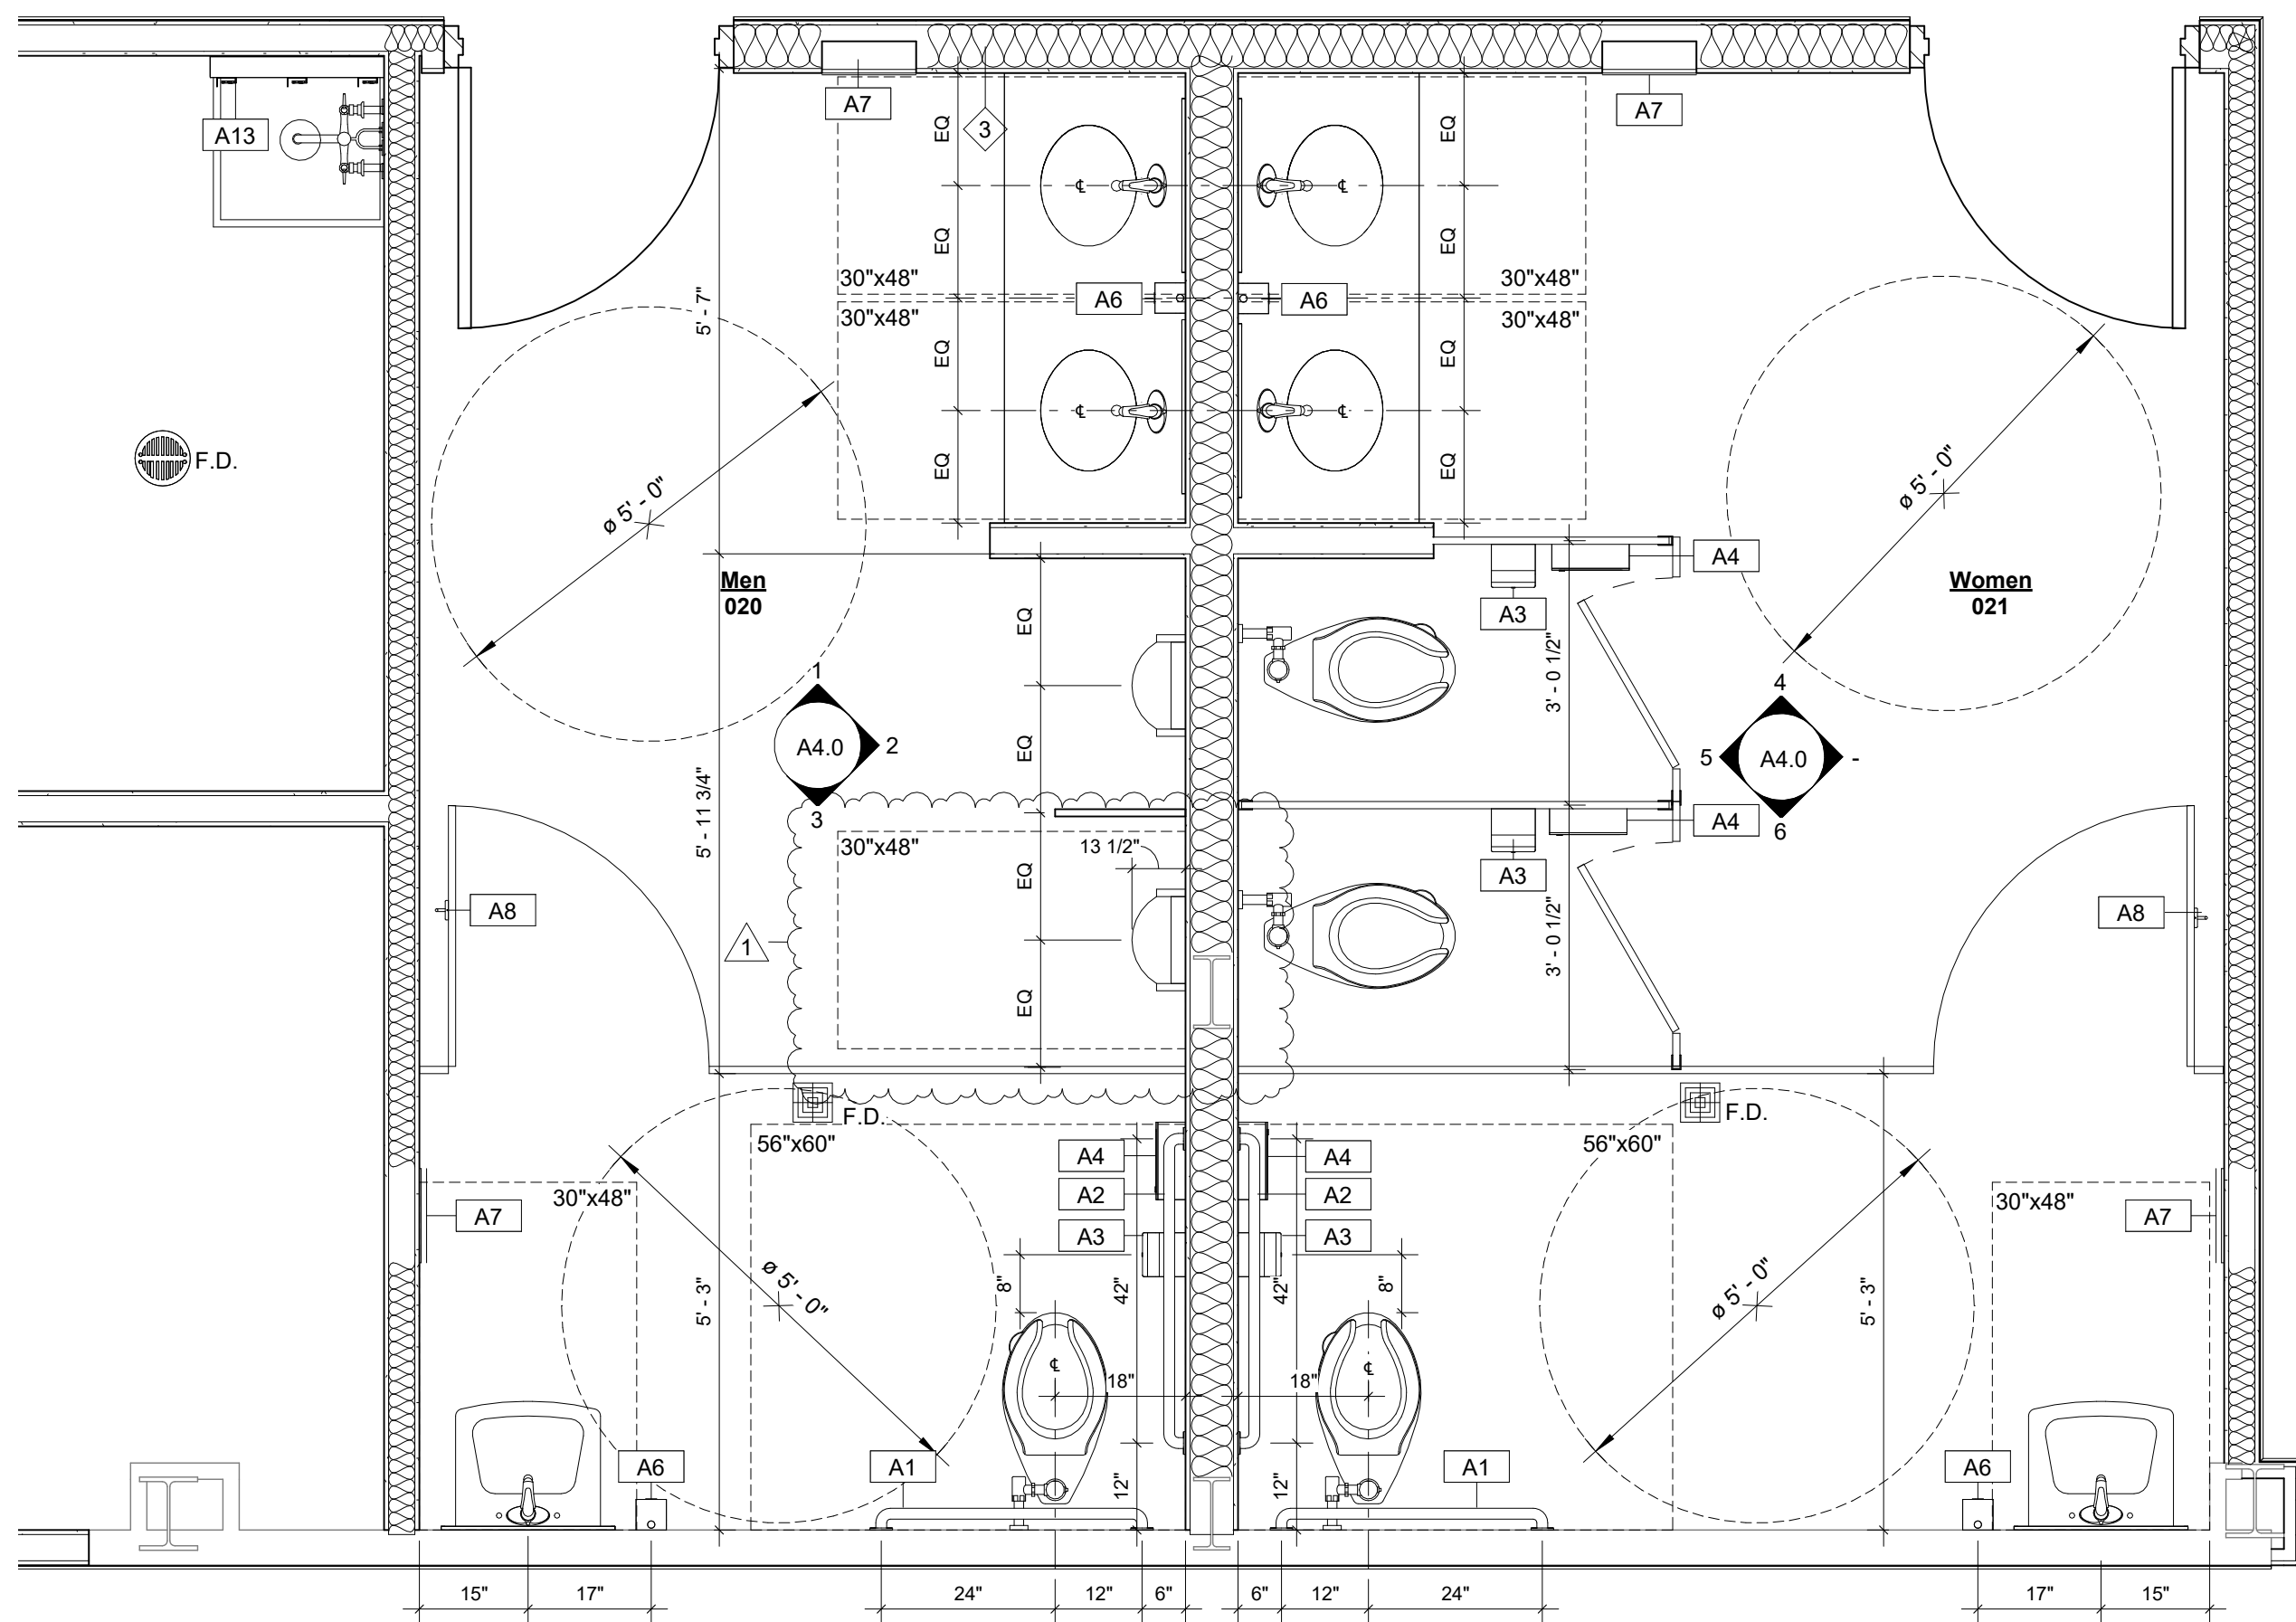 A7
A7
A13
EQ
3
EQ
EQ
EQ
℄
℄
30"x48"
30"x48"
A6
A6
30"x48"
30"x48"
5' - 7"
EQ
EQ
℄
℄
EQ
EQ
F.D.
ø 5' - 0"
ø 5' - 0"
Men
020
A4
Women
021
A3
EQ
3' - 0 1/2"
1
A4.0
2
3
EQ
4
5
A4.0
-
6
5' - 11 3/4"
A4
30"x48"
13 1/2"
EQ
A3
A8
A8
1
3' - 0 1/2"
EQ
F.D.
F.D.
56"x60"
56"x60"
A4
A4
A2
A2
A3
A3
30"x48"
30"x48"
A7
A7
5' - 3"
ø 5' - 0"
8"
42"
42"
8"
ø 5' - 0"
5' - 3"
℄
℄
18"
18"
A6
A1
A1
A6
12"
12"
15"
17"
24"
12"
6"
6"
12"
24"
17"
15"